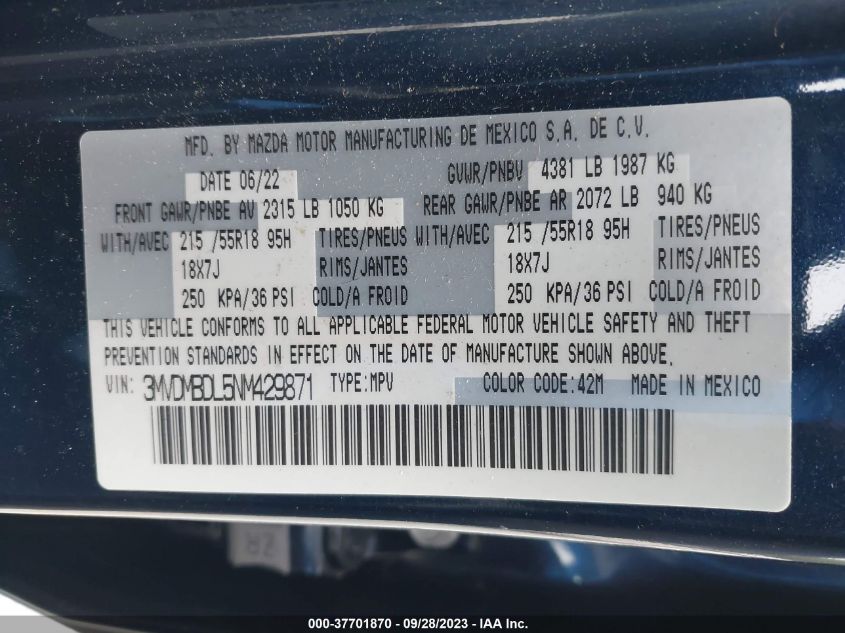 MFD. BY MAZDA MOTOR MANUFACTURING DE MEXICO S.A. DE C.V.
DATE 06/22 GVWR/PNBV 4381 LB 1987 KG
FRONT GAWR/PNBE AV 2315 LB 1050 KG REAR GAWR/PNBE AR 2072 LB 940 KG
WITH/AVEC 215 /55R18 95H TIRES/PNEUS WITH/AVEC 215 /55R18 95H TIRES/PNEUS
18X7J RIMS/JANTES 18X7J RIMS/JANTES
250 KPA/36 PSI COLD/A FROID 250 KPA/36 PSI COLD/A FROID
THIS VEHICLE CONFORMS TO ALL APPLICABLE FEDERAL MOTOR VEHICLE SAFETY AND THEFT
PREVENTION STANDARDS IN EFFECT ON THE DATE OF MANUFACTURE SHOWN ABOVE.
VIN: 3MVDMBDL5NM429871 TYPE:MPV COLOR CODE:42M MADE IN MEXICO
000-37701870 - 09/28/2023 - IAA Inc.